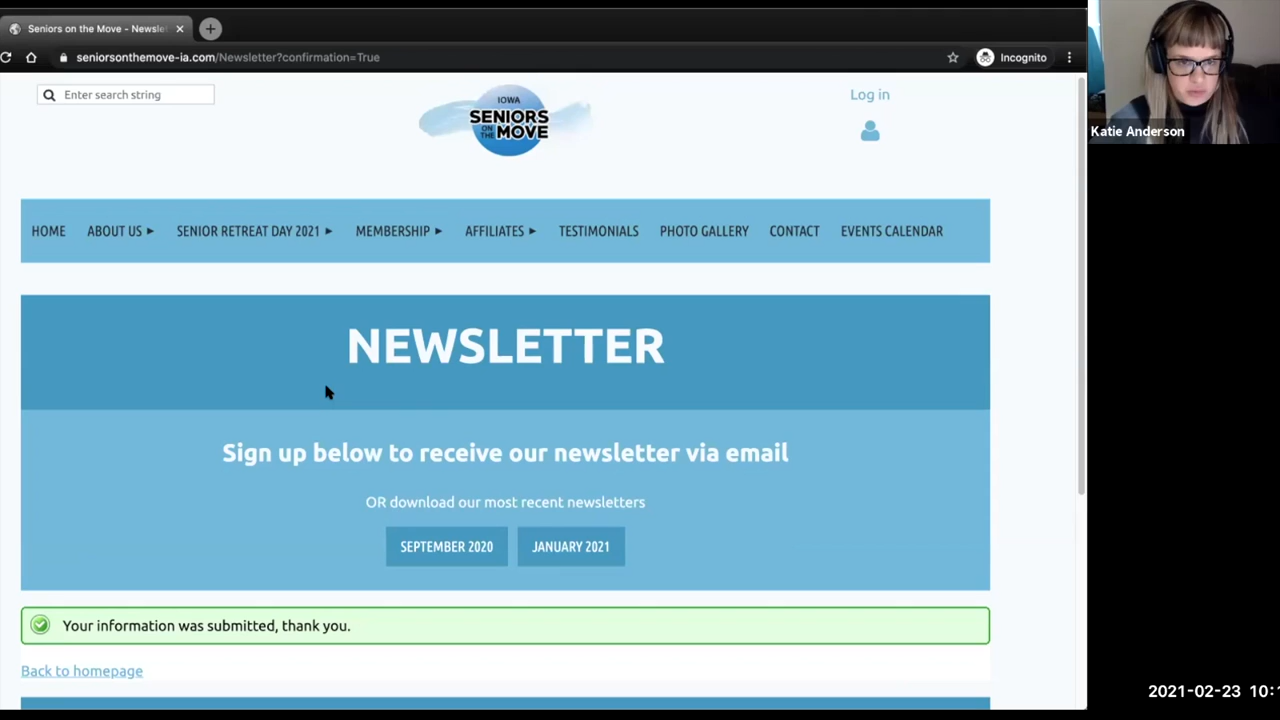 Seniors on the Move - Newslet
seniorsonthemove-ia.com/Newsletter?confirmation=True
Incognito
Katie Anderson
Enter search string
IOWA
SENIORS
ON THE MOVE
Log in
HOME ABOUT US SENIOR RETREAT DAY 2021 MEMBERSHIP AFFILIATES TESTIMONIALS PHOTO GALLERY CONTACT EVENTS CALENDAR
NEWSLETTER
Sign up below to receive our newsletter via email
OR download our most recent newsletters
SEPTEMBER 2020 JANUARY 2021
Your information was submitted, thank you.
Back to homepage
2021-02-23 10: